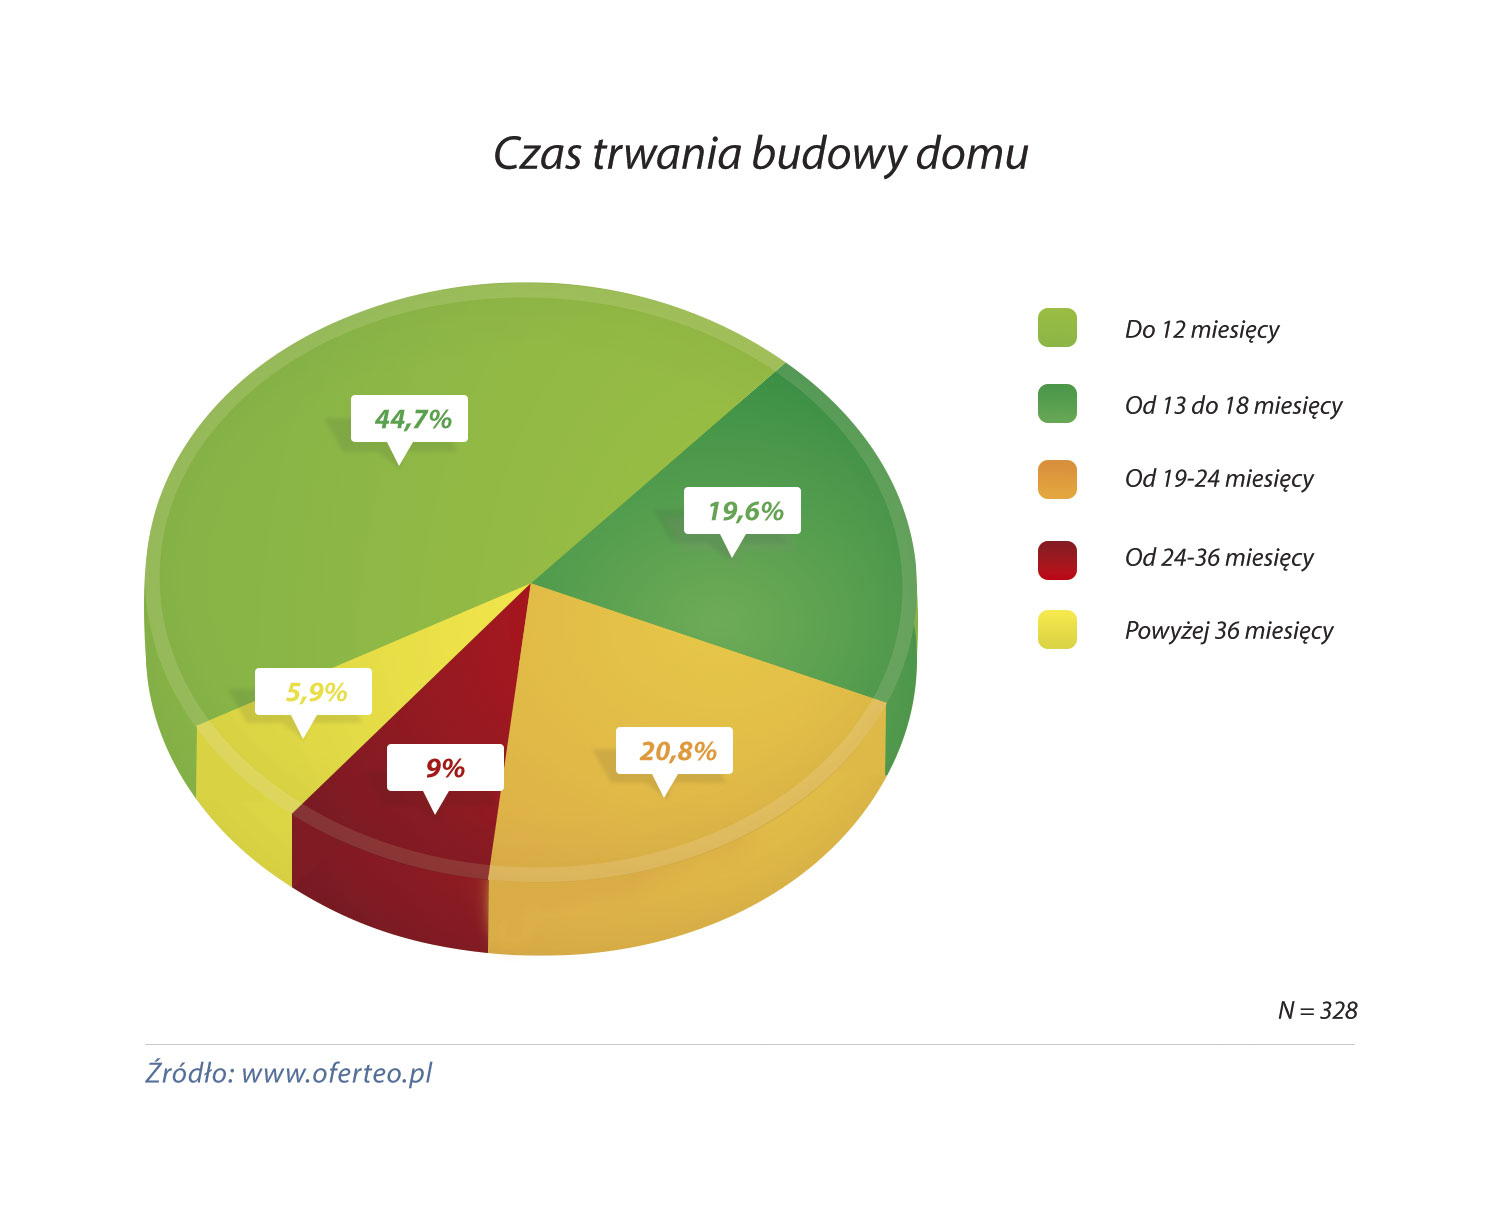 Czas trwania budowy domu
44,7%
19,6%
5,9%
9%
20,8%
Do 12 miesięcy
Od 13 do 18 miesięcy
Od 19-24 miesięcy
Od 24-36 miesięcy
Powyżej 36 miesięcy
N = 328
Źródło: www.oferteo.pl